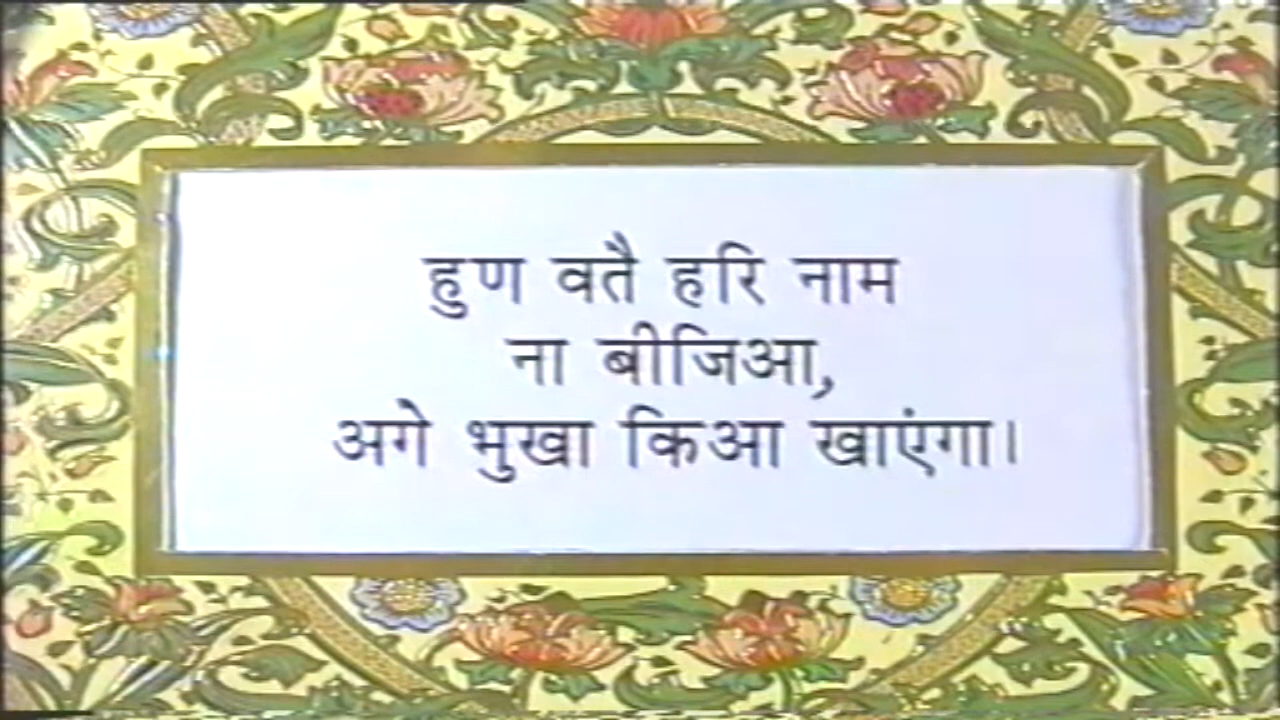 हुण वतै हरि नाम
ना बीजिआ,
अगे भुखा किआ खाएंगा।